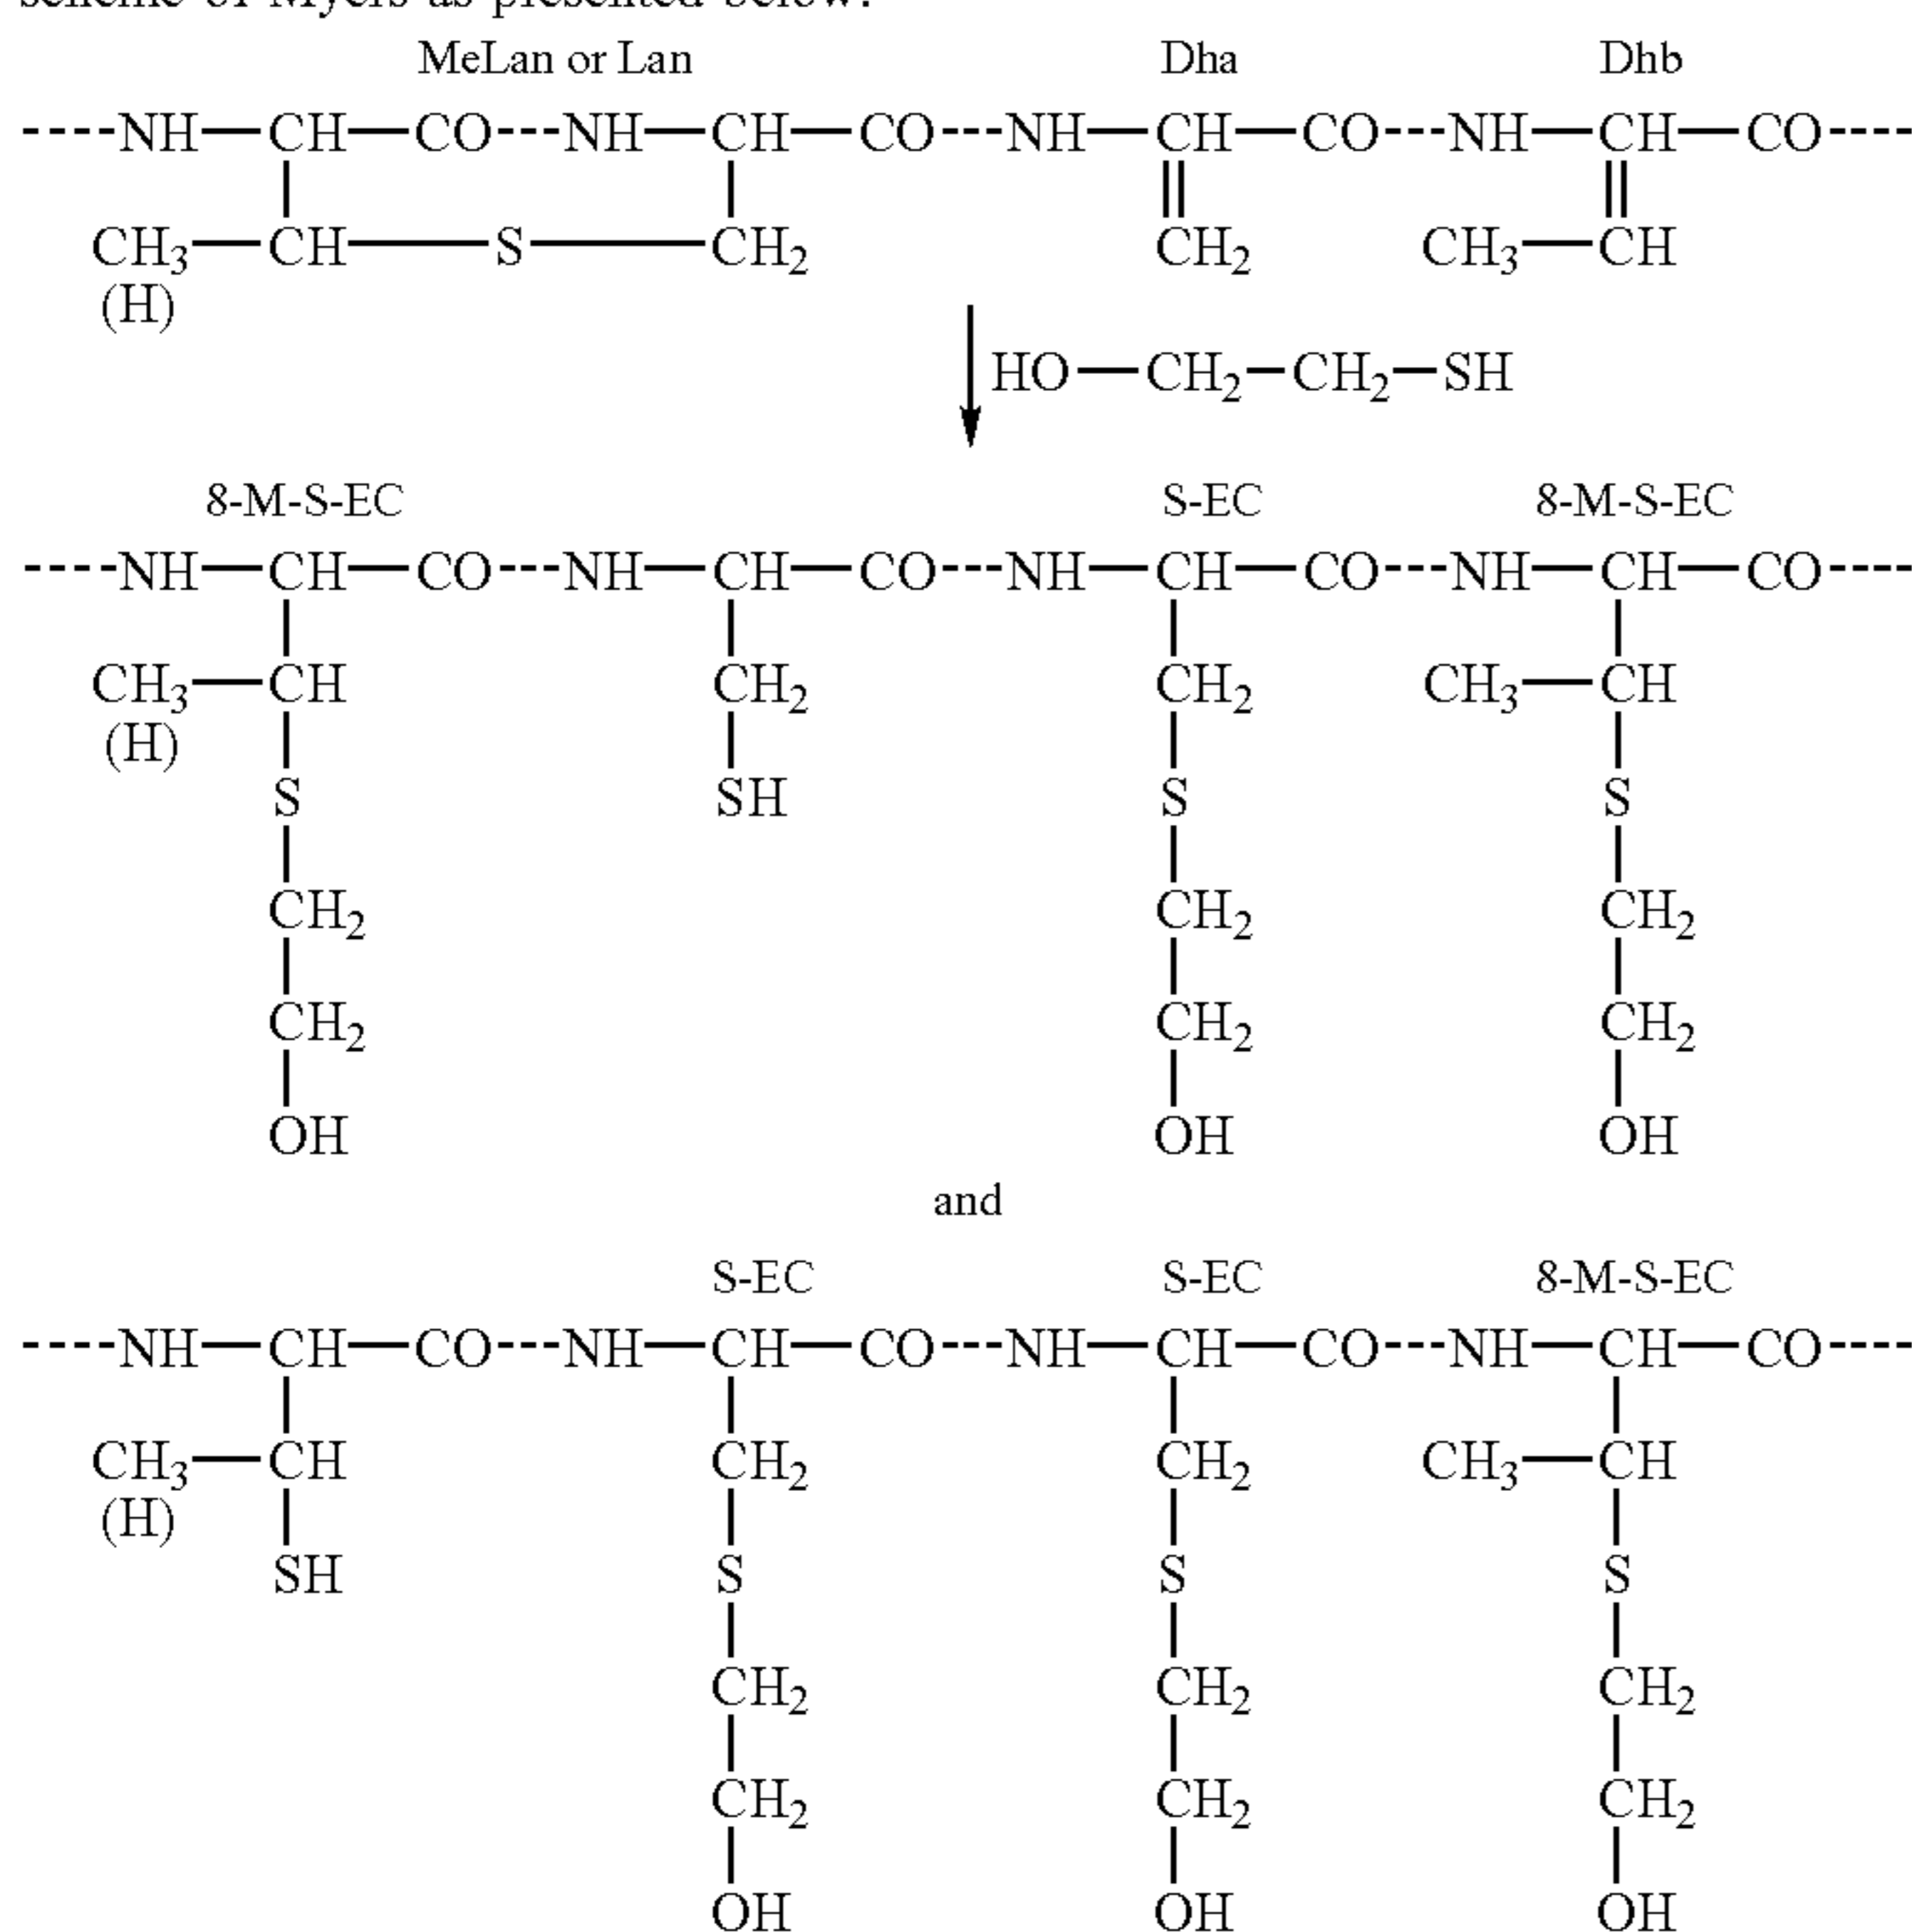 scheme of Myers as presented below:
MeLan or Lan Dha Dhb
NH CH CO NH CH CO NH CH CO NH CH CO
CH3 CH S CH2 CH2 CH3 CH
(H)
HO CH2 CH2 SH
8-M-S-EC S-EC 8-M-S-EC
NH CH CO NH CH CO NH CH CO NH CH CO
CH3 CH CH2 CH2 CH3 CH
(H)
S SH S S
CH2 CH2 CH2
CH2 CH2 CH2
OH OH OH
and
S-EC S-EC 8-M-S-EC
NH CH CO NH CH CO NH CH CO NH CH CO
CH3 CH CH2 CH2 CH3 CH
(H)
SH S S S
CH2 CH2 CH2
CH2 CH2 CH2
OH OH OH